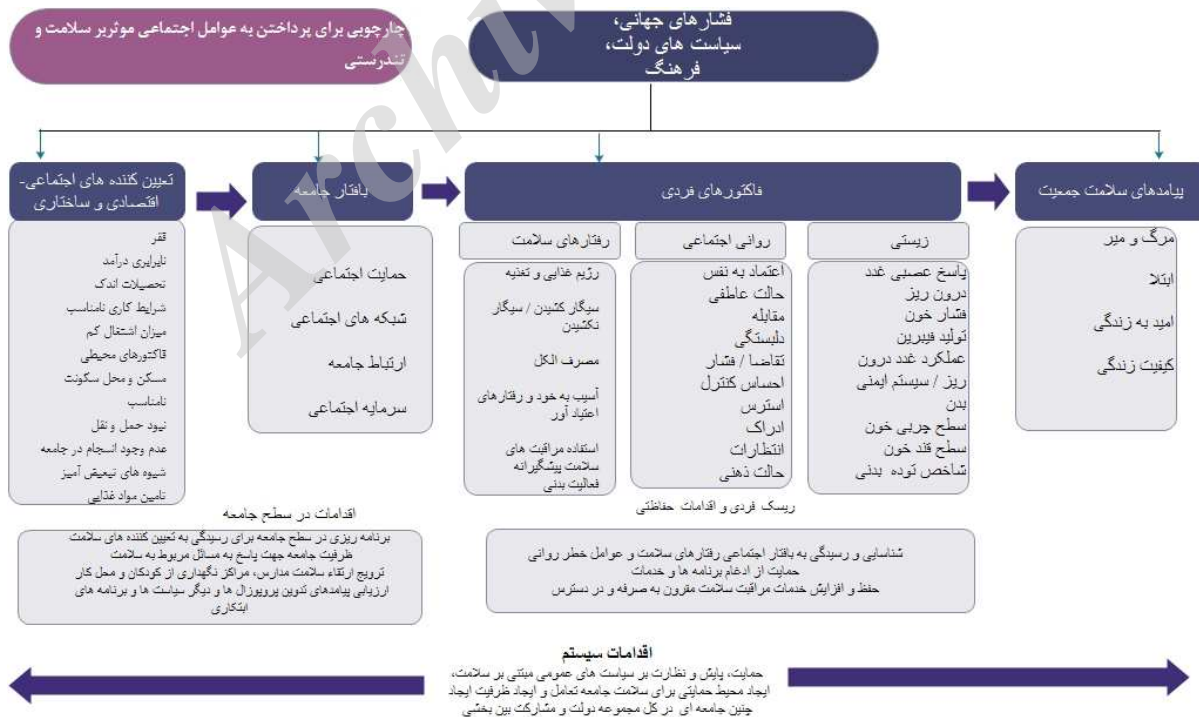 چارچوبی برای پرداختن به عوامل اجتماعی موثربر سلامت و
تندرستی
فشارهای جهانی،
سیاست های دولت،
فرهنگ
تعیین کننده های اجتماعی-
اقتصادی و ساختاری
فقر
نابرابری درآمد
تحصیلات اندک
شرایط کاری نامناسب
میزان اشتغال کم
فاکتورهای محیطی
مسکن و محل سکونت
نامناسب
نبود حمل و نقل
عدم وجود انسجام در جامعه
شیوه های تبعیض آمیز
تامین مواد غذایی
بافتار جامعه
حمایت اجتماعی
شبکه های اجتماعی
ارتباط جامعه
سرمایه اجتماعی
فاکتورهای فردی
رفتارهای سلامت
رژیم غذایی و تغذیه
سیگار کشیدن / سیگار
نکشیدن
مصرف الکل
آسیب به خود و رفتارهای
اعتیاد آور
استفاده مراقبت های
سلامت پیشگیرانه
فعالیت بدنی
روانی اجتماعی
اعتماد به نفس
حالت عاطفی
مقابله
دلبستگی
تقاضا / فشار
احساس کنترل
استرس
ادراک
انتظارات
حالت ذهنی
زیستی
پاسخ عصبی غدد
درون ریز
فشار خون
تولید فیبرین
عملکرد غدد درون
ریز / سیستم ایمنی
بدن
سطح چربی خون
سطح قند خون
شاخص توده بدنی
پیامدهای سلامت جمعیت
مرگ و میر
ابتلا
امید به زندگی
کیفیت زندگی
اقدامات در سطح جامعه
برنامه ریزی در سطح جامعه برای رسیدگی به تعیین کننده های سلامت
ظرفیت جامعه جهت پاسخ به مسائل مربوط به سلامت
ترویج ارتقاء سلامت مدارس، مراکز نگهداری از کودکان و محل کار
ارزیابی پیامدهای تدوین پروپوزال ها و دیگر سیاست ها و برنامه های
ابتکاری
ریسک فردی و اقدامات حفاظتی
شناسایی و رسیدگی به بافتار اجتماعی رفتارهای سلامت و عوامل خطر روانی
حمایت از ادغام برنامه ها و خدمات
حفظ و افزایش خدمات مراقبت سلامت مقرون به صرفه و در دسترس
اقدامات سیستم
حمایت، پایش و نظارت بر سیاست های عمومی مبتنی بر سلامت،
ایجاد محیط حمایتی برای سلامت جامعه تعامل و ایجاد ظرفیت ایجاد
چنین جامعه ای در کل مجموعه دولت و مشارکت بین بخشی